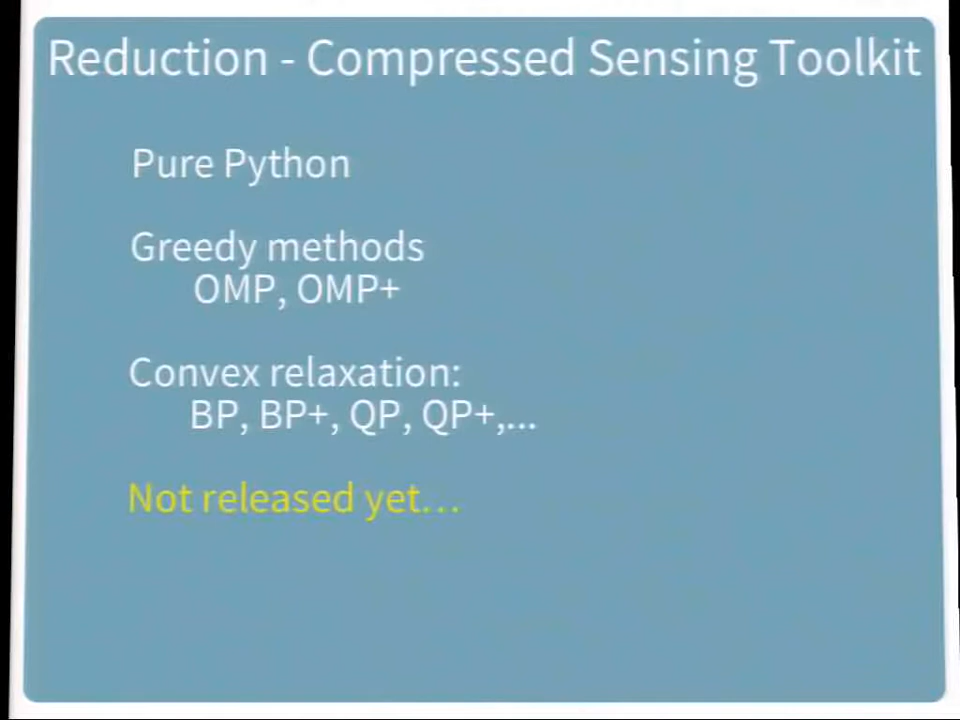 Reduction - Compressed Sensing Toolkit
Pure Python
Greedy methods
OMP, OMP+
Convex relaxation:
BP, BP+, QP, QP+,...
Not released yet...